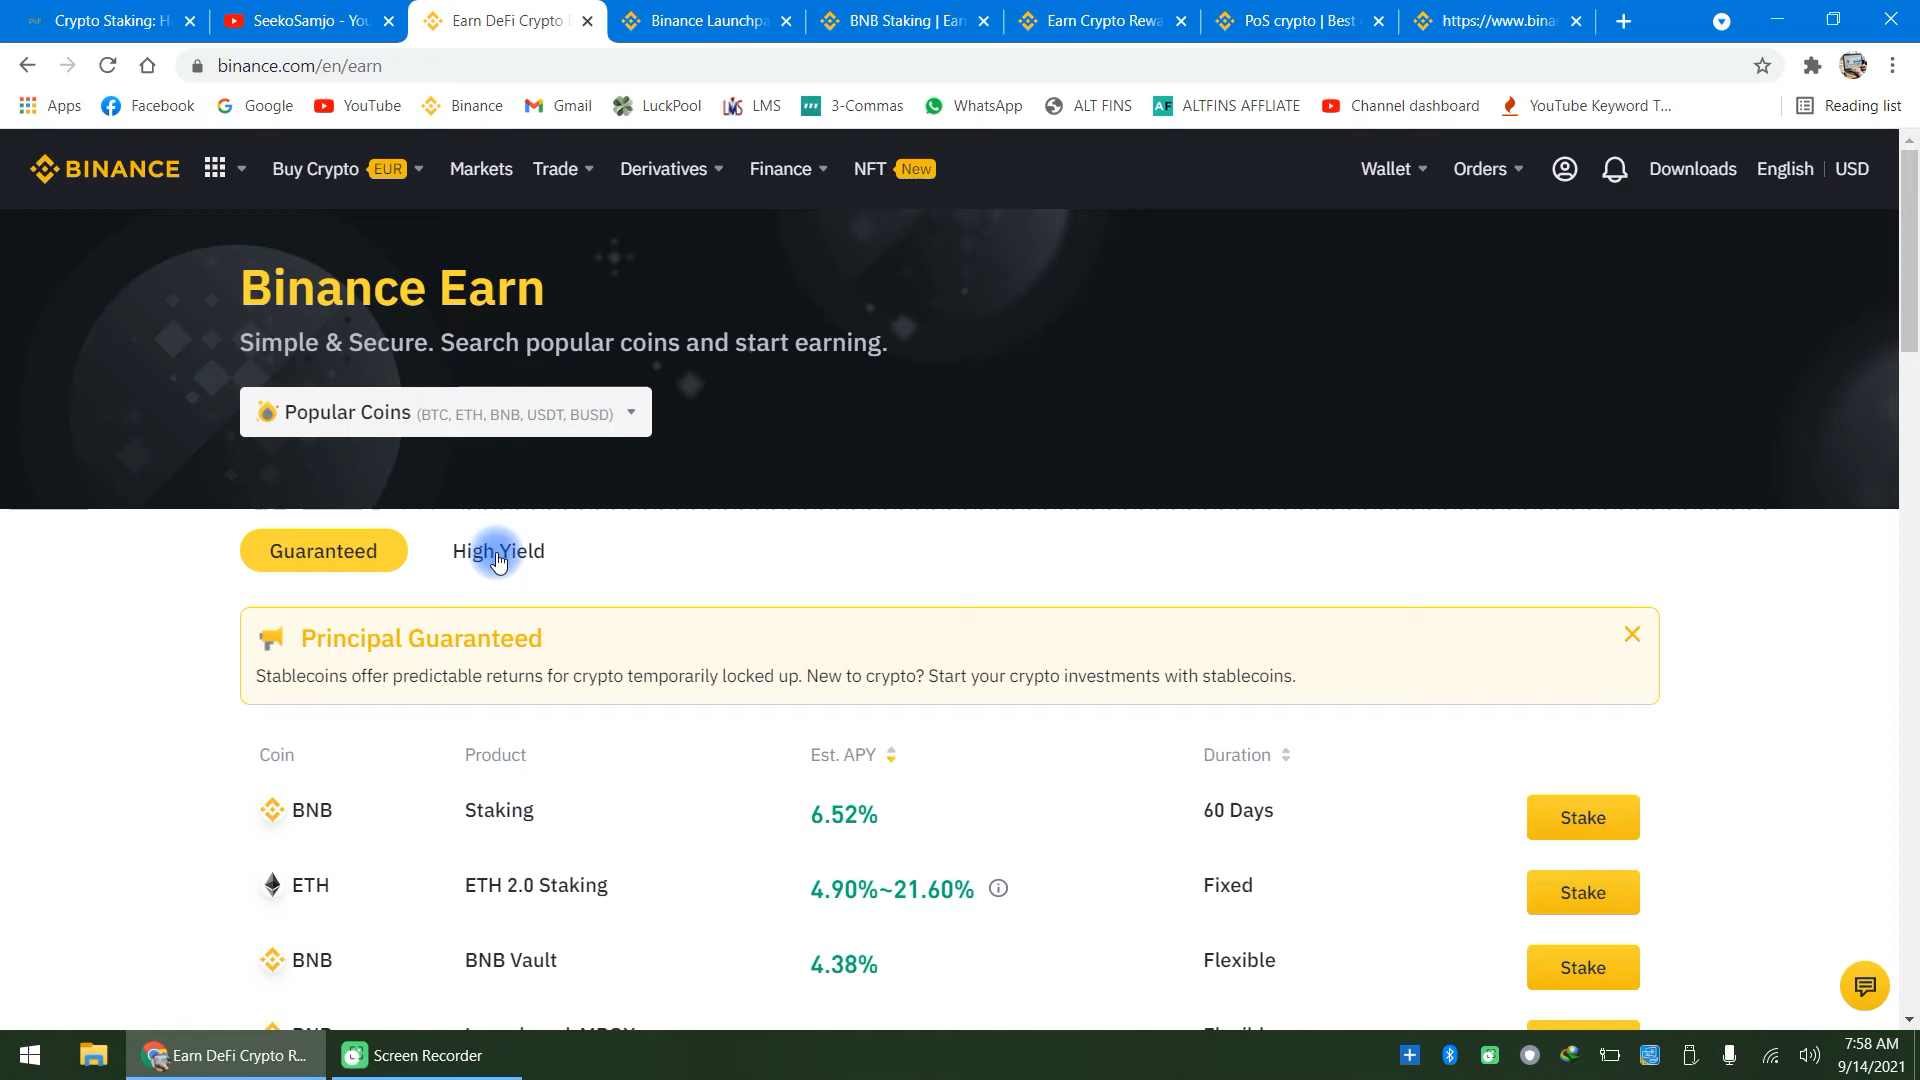 Crypto Staking: H
SeekoSamjo - You
Earn DeFi Crypto
Binance Launchpa
BNB Staking | Earn
Earn Crypto Rewa
PoS crypto | Best
https://www.binan
binance.com/en/earn
Apps
Facebook
Google
YouTube
Binance
Gmail
LuckPool
LMS
3-Commas
WhatsApp
ALT FINS
ALTFINS AFFLIATE
Channel dashboard
YouTube Keyword T...
Reading list
BINANCE
Buy Crypto EUR
Markets
Trade
Derivatives
Finance
NFT New
Wallet
Orders
Downloads
English
USD
Binance Earn
Simple & Secure. Search popular coins and start earning.
Popular Coins (BTC, ETH, BNB, USDT, BUSD)
Guaranteed
High Yield
Principal Guaranteed
Stablecoins offer predictable returns for crypto temporarily locked up. New to crypto? Start your crypto investments with stablecoins.
Coin Product Est. APY Duration
BNB Staking 6.52% 60 Days Stake
ETH ETH 2.0 Staking 4.90%~21.60% Fixed Stake
BNB BNB Vault 4.38% Flexible Stake
Earn DeFi Crypto R...
Screen Recorder
7:58 AM
9/14/2021